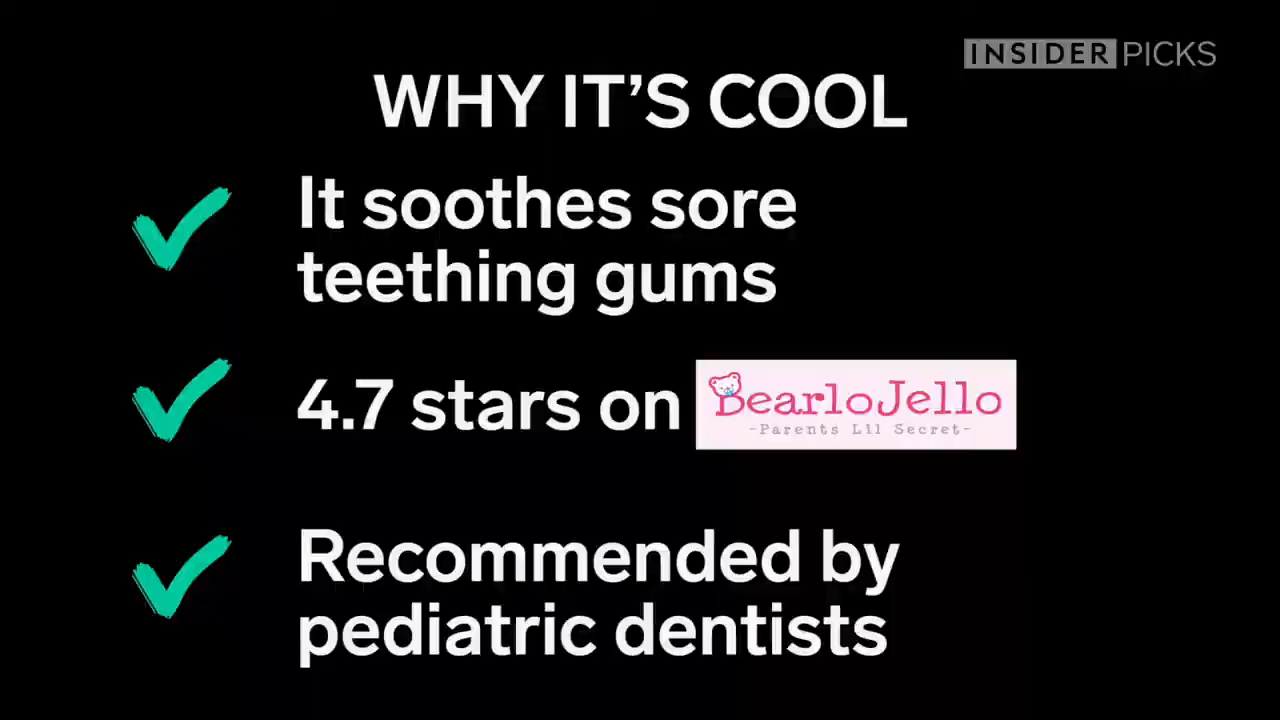 INSIDER PICKS
WHY IT’S COOL
It soothes sore
teething gums
4.7 stars on BearloJello
-Parents Lil Secret-
Recommended by
pediatric dentists